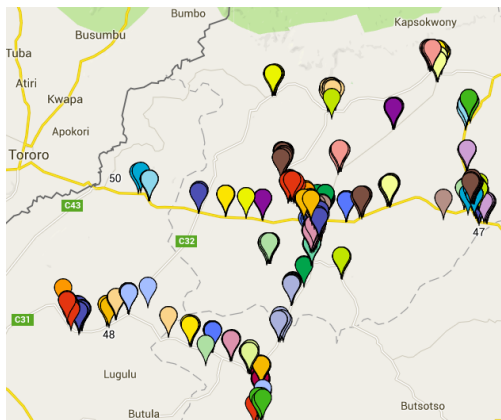 Bumbo
Kapsokwony
Busumbu
Tuba
Atiri
Kwapa
Apokori
Tororo
50
C43
C32
47
C31
48
Lugulu
Butula
Butsotso